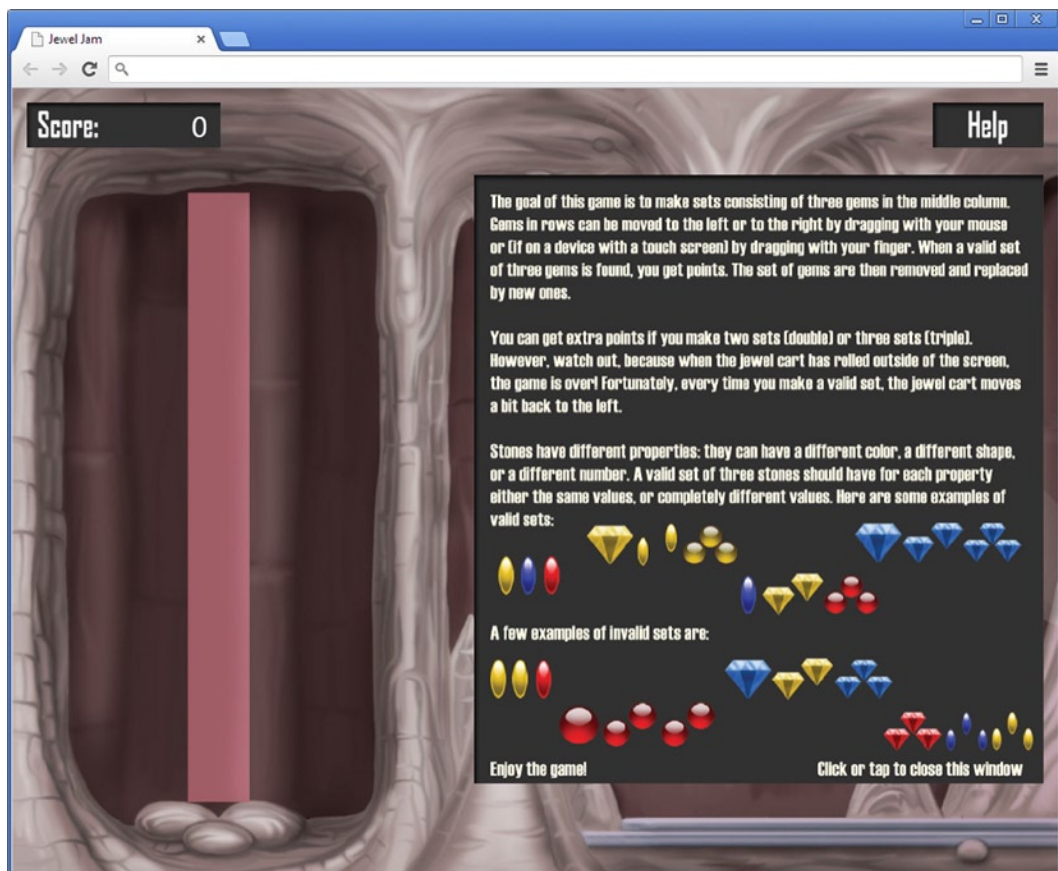 Jewel Jam
Score: 0
Help
The goal of this game is to make sets consisting of three gems in the middle column.
Gems in rows can be moved to the left or to the right by dragging with your mouse
or (if on a device with a touch screen) by dragging with your finger. When a valid set
of three gems is found, you get points. The set of gems are then removed and replaced
by new ones.
You can get extra points if you make two sets (double) or three sets (triple).
However, watch out, because when the jewel cart has rolled outside of the screen,
the game is over! Fortunately, every time you make a valid set, the jewel cart moves
a bit back to the left.
Stones have different properties: they can have a different color, a different shape,
or a different number. A valid set of three stones should have for each property
either the same values, or completely different values. Here are some examples of
valid sets:
A few examples of invalid sets are:
Enjoy the game!
Click or tap to close this window